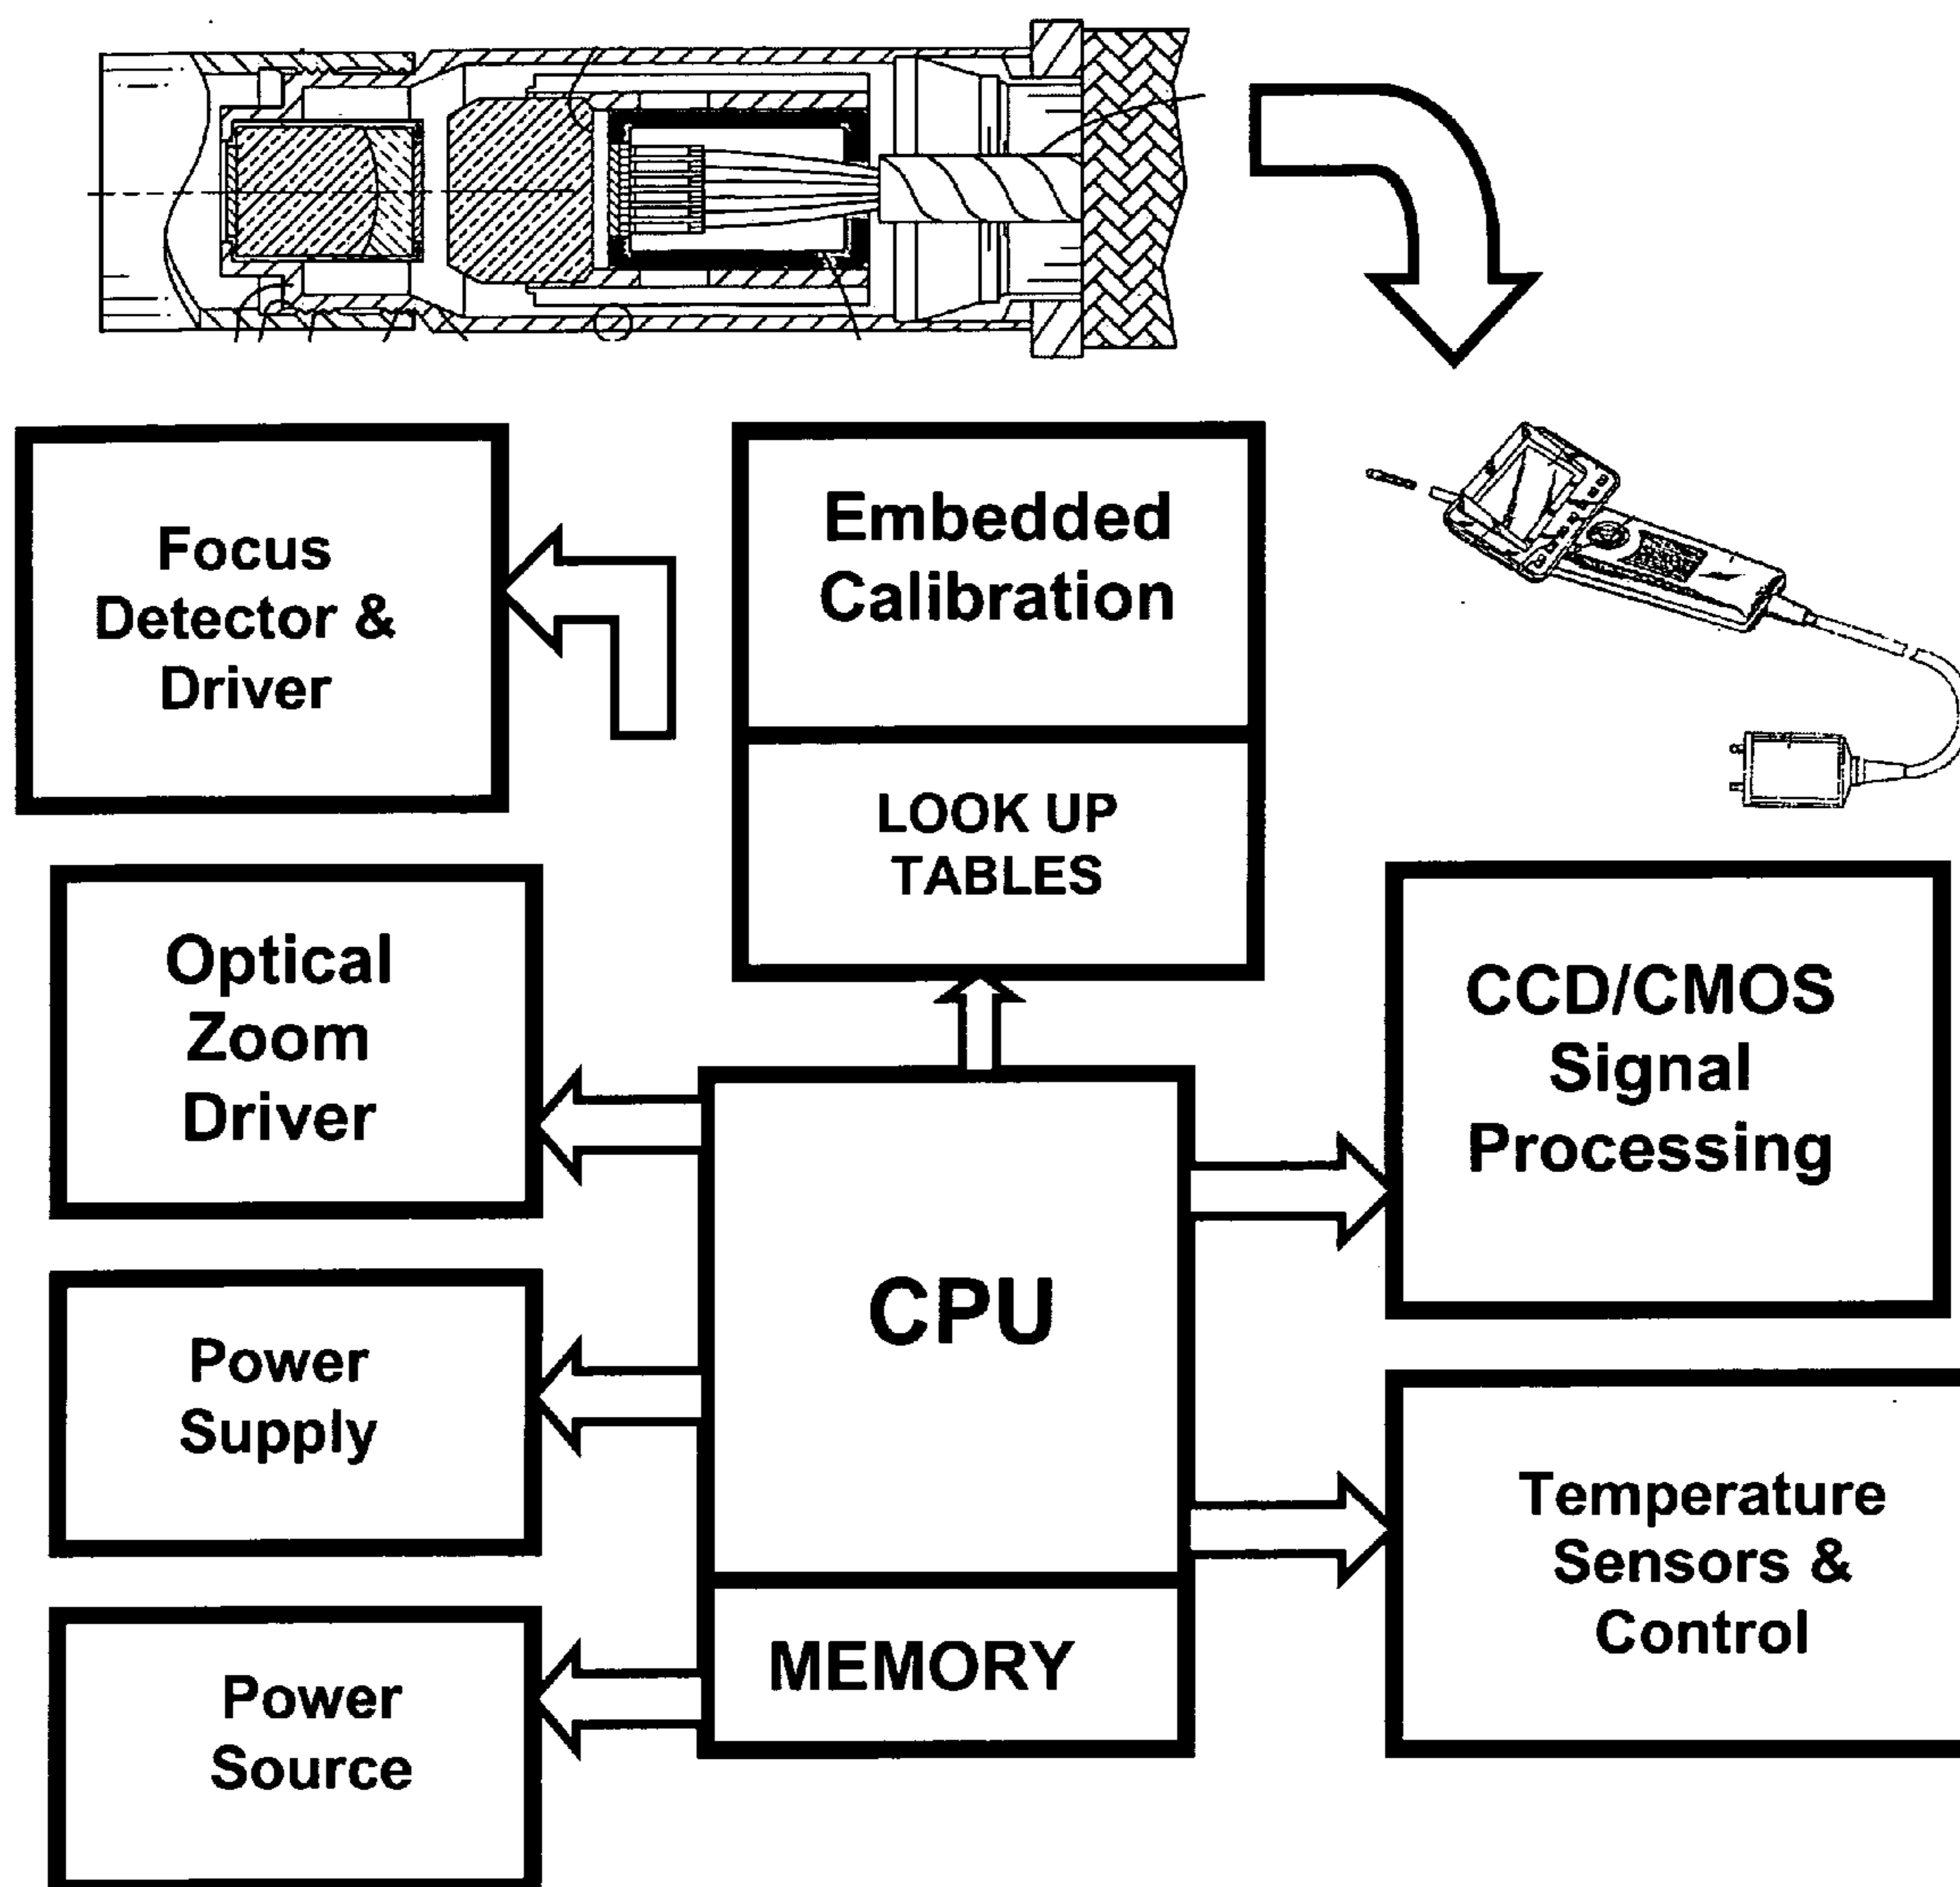 Focus
Detector &
Driver
Embedded
Calibration
LOOK UP
TABLES
Optical
Zoom
Driver
CCD/CMOS
Signal
Processing
CPU
Power
Supply
Temperature
Sensors &
Control
MEMORY
Power
Source